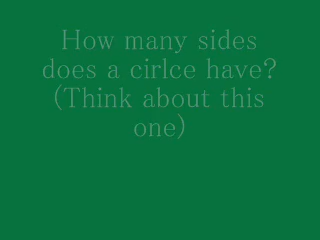 How many sides
does a cirlce have?
(Think about this
one)